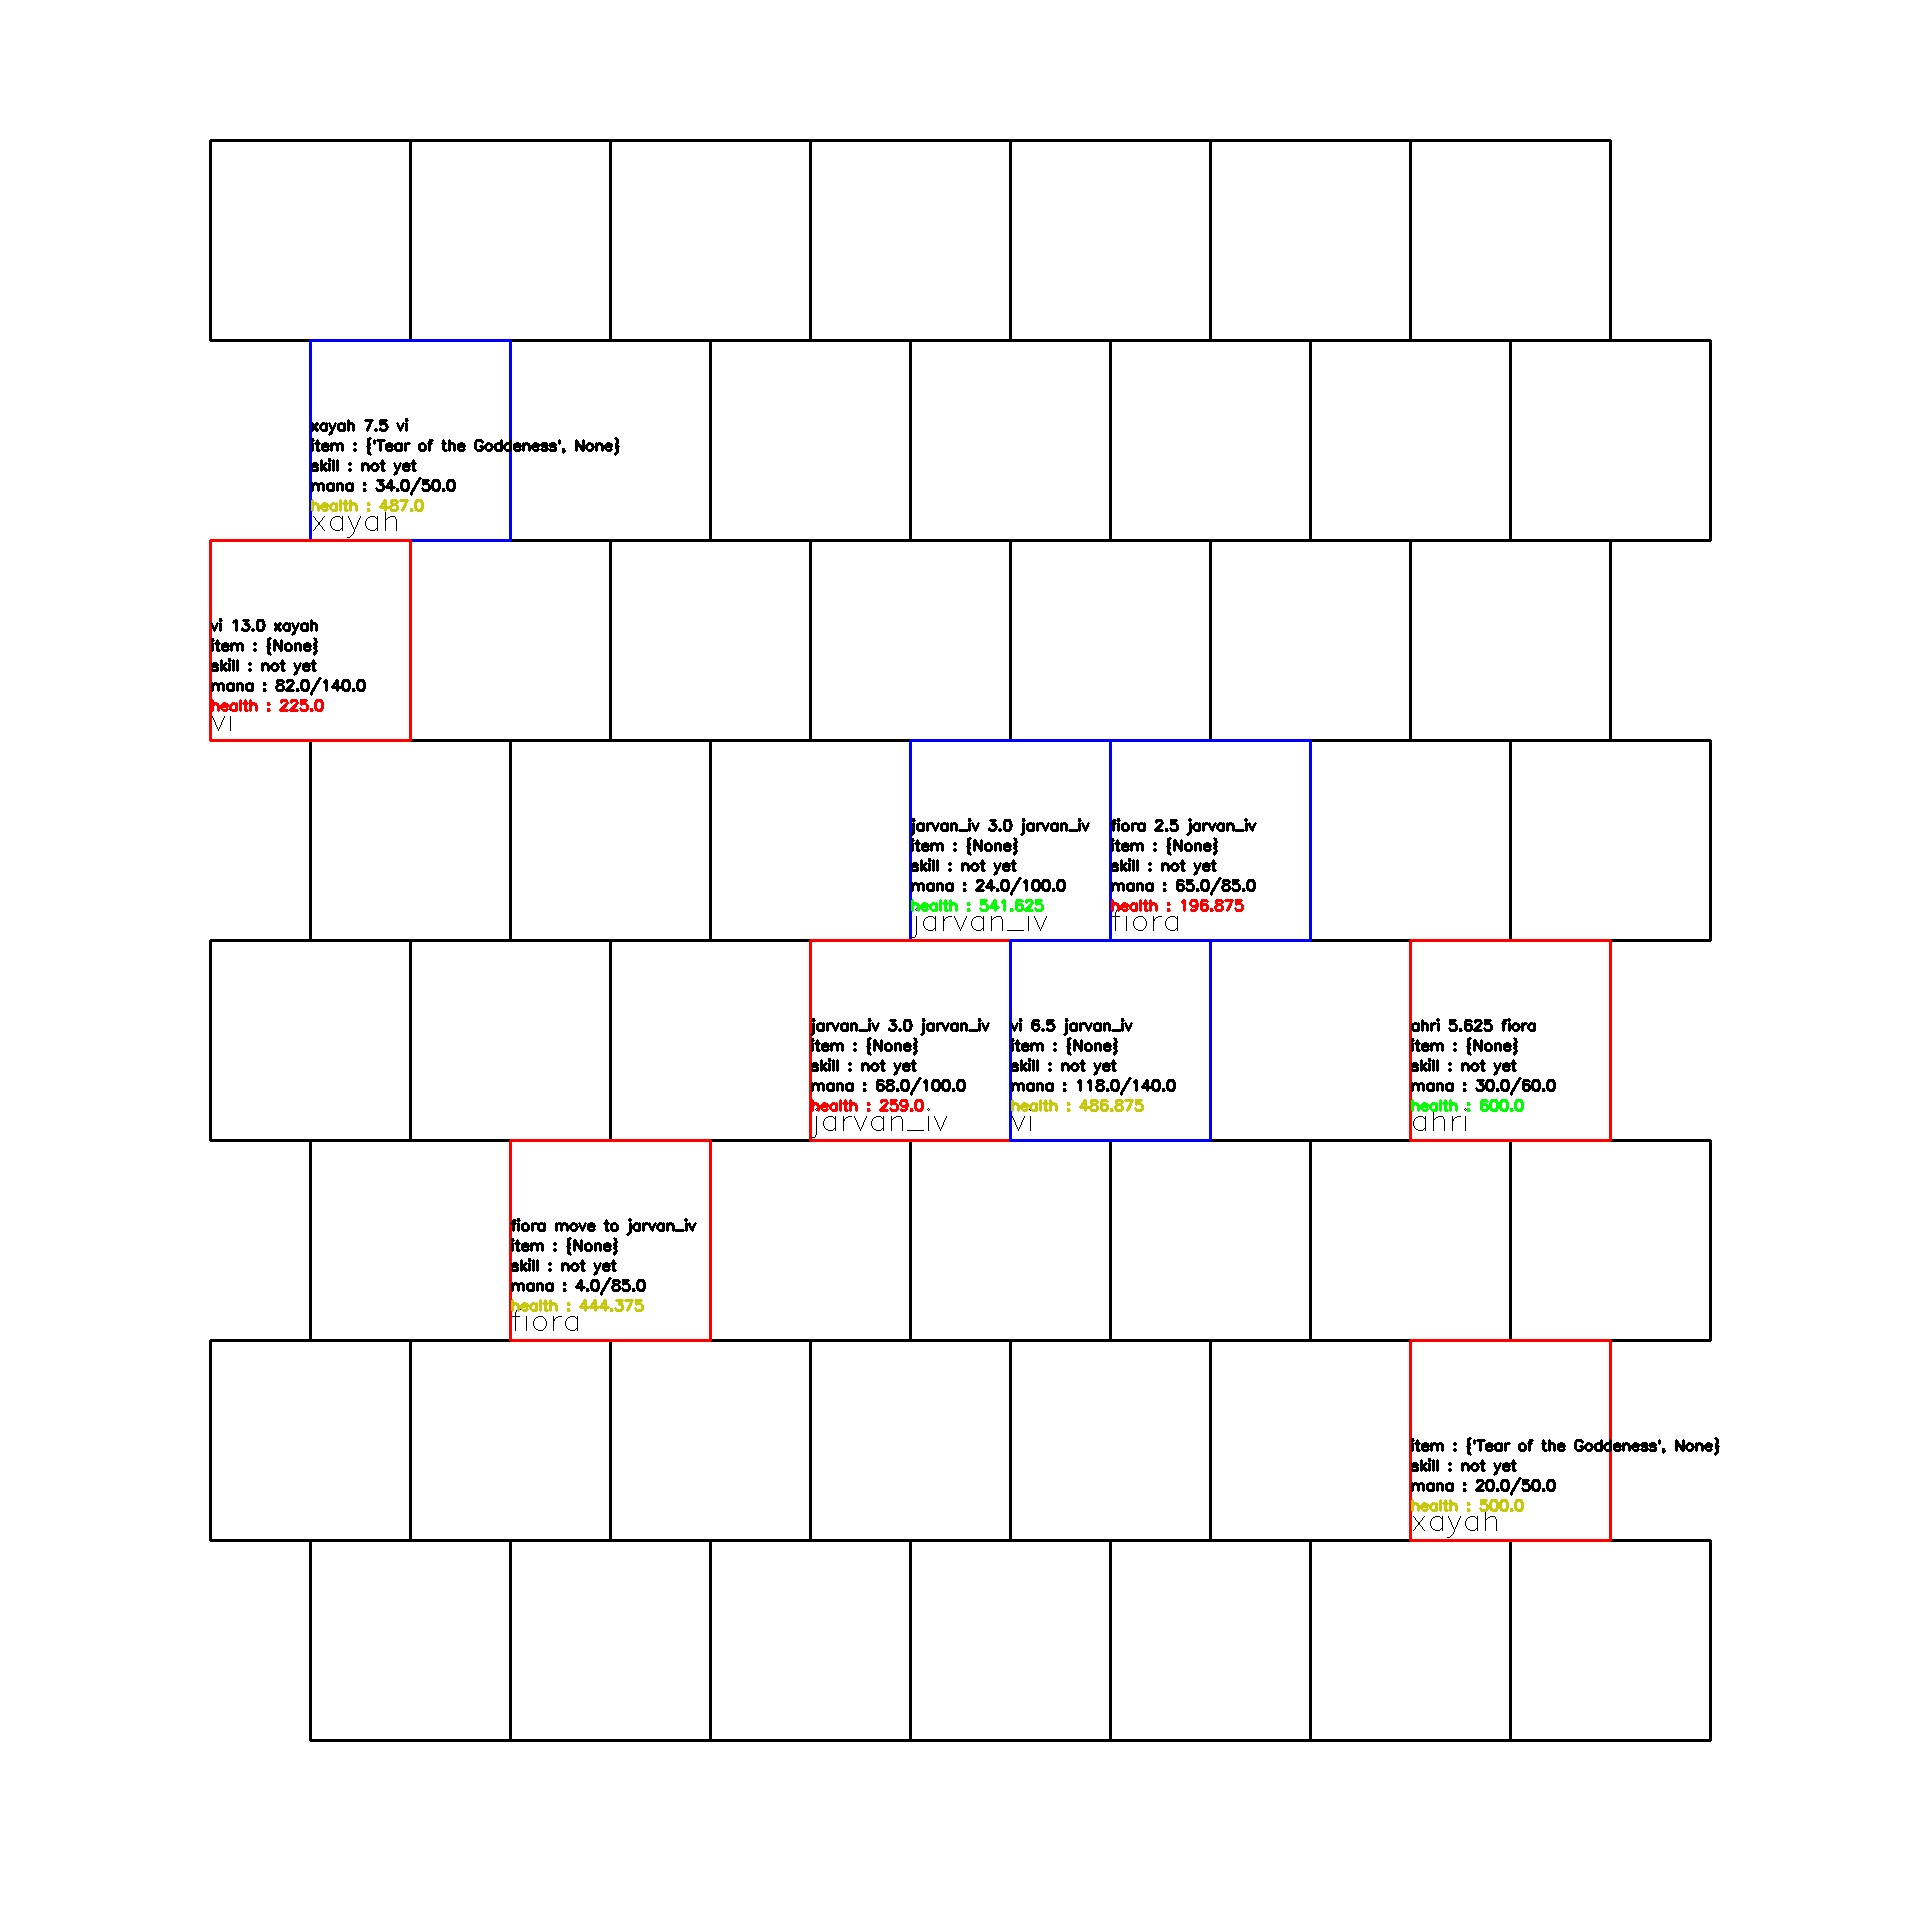 xayah 7.5 vi
item : {'Tear of the Goddeness', None}
skill : not yet
mana : 34.0/50.0
health : 487.0
xayah
vi 13.0 xayah
item : {None}
skill : not yet
mana : 82.0/140.0
health : 225.0
vi
jarvan_iv 3.0 jarvan_iv
item : {None}
skill : not yet
mana : 24.0/100.0
health : 541.625
jarvan_iv
fiora 2.5 jarvan_iv
item : {None}
skill : not yet
mana : 65.0/85.0
health : 196.875
fiora
jarvan_iv 3.0 jarvan_iv
item : {None}
skill : not yet
mana : 68.0/100.0
health : 259.0
jarvan_iv
vi 6.5 jarvan_iv
item : {None}
skill : not yet
mana : 118.0/140.0
health : 486.875
vi
ahri 5.625 fiora
item : {None}
skill : not yet
mana : 30.0/60.0
health : 600.0
ahri
fiora move to jarvan_iv
item : {None}
skill : not yet
mana : 4.0/85.0
health : 444.375
fiora
item : {'Tear of the Goddeness', None}
skill : not yet
mana : 20.0/50.0
health : 500.0
xayah